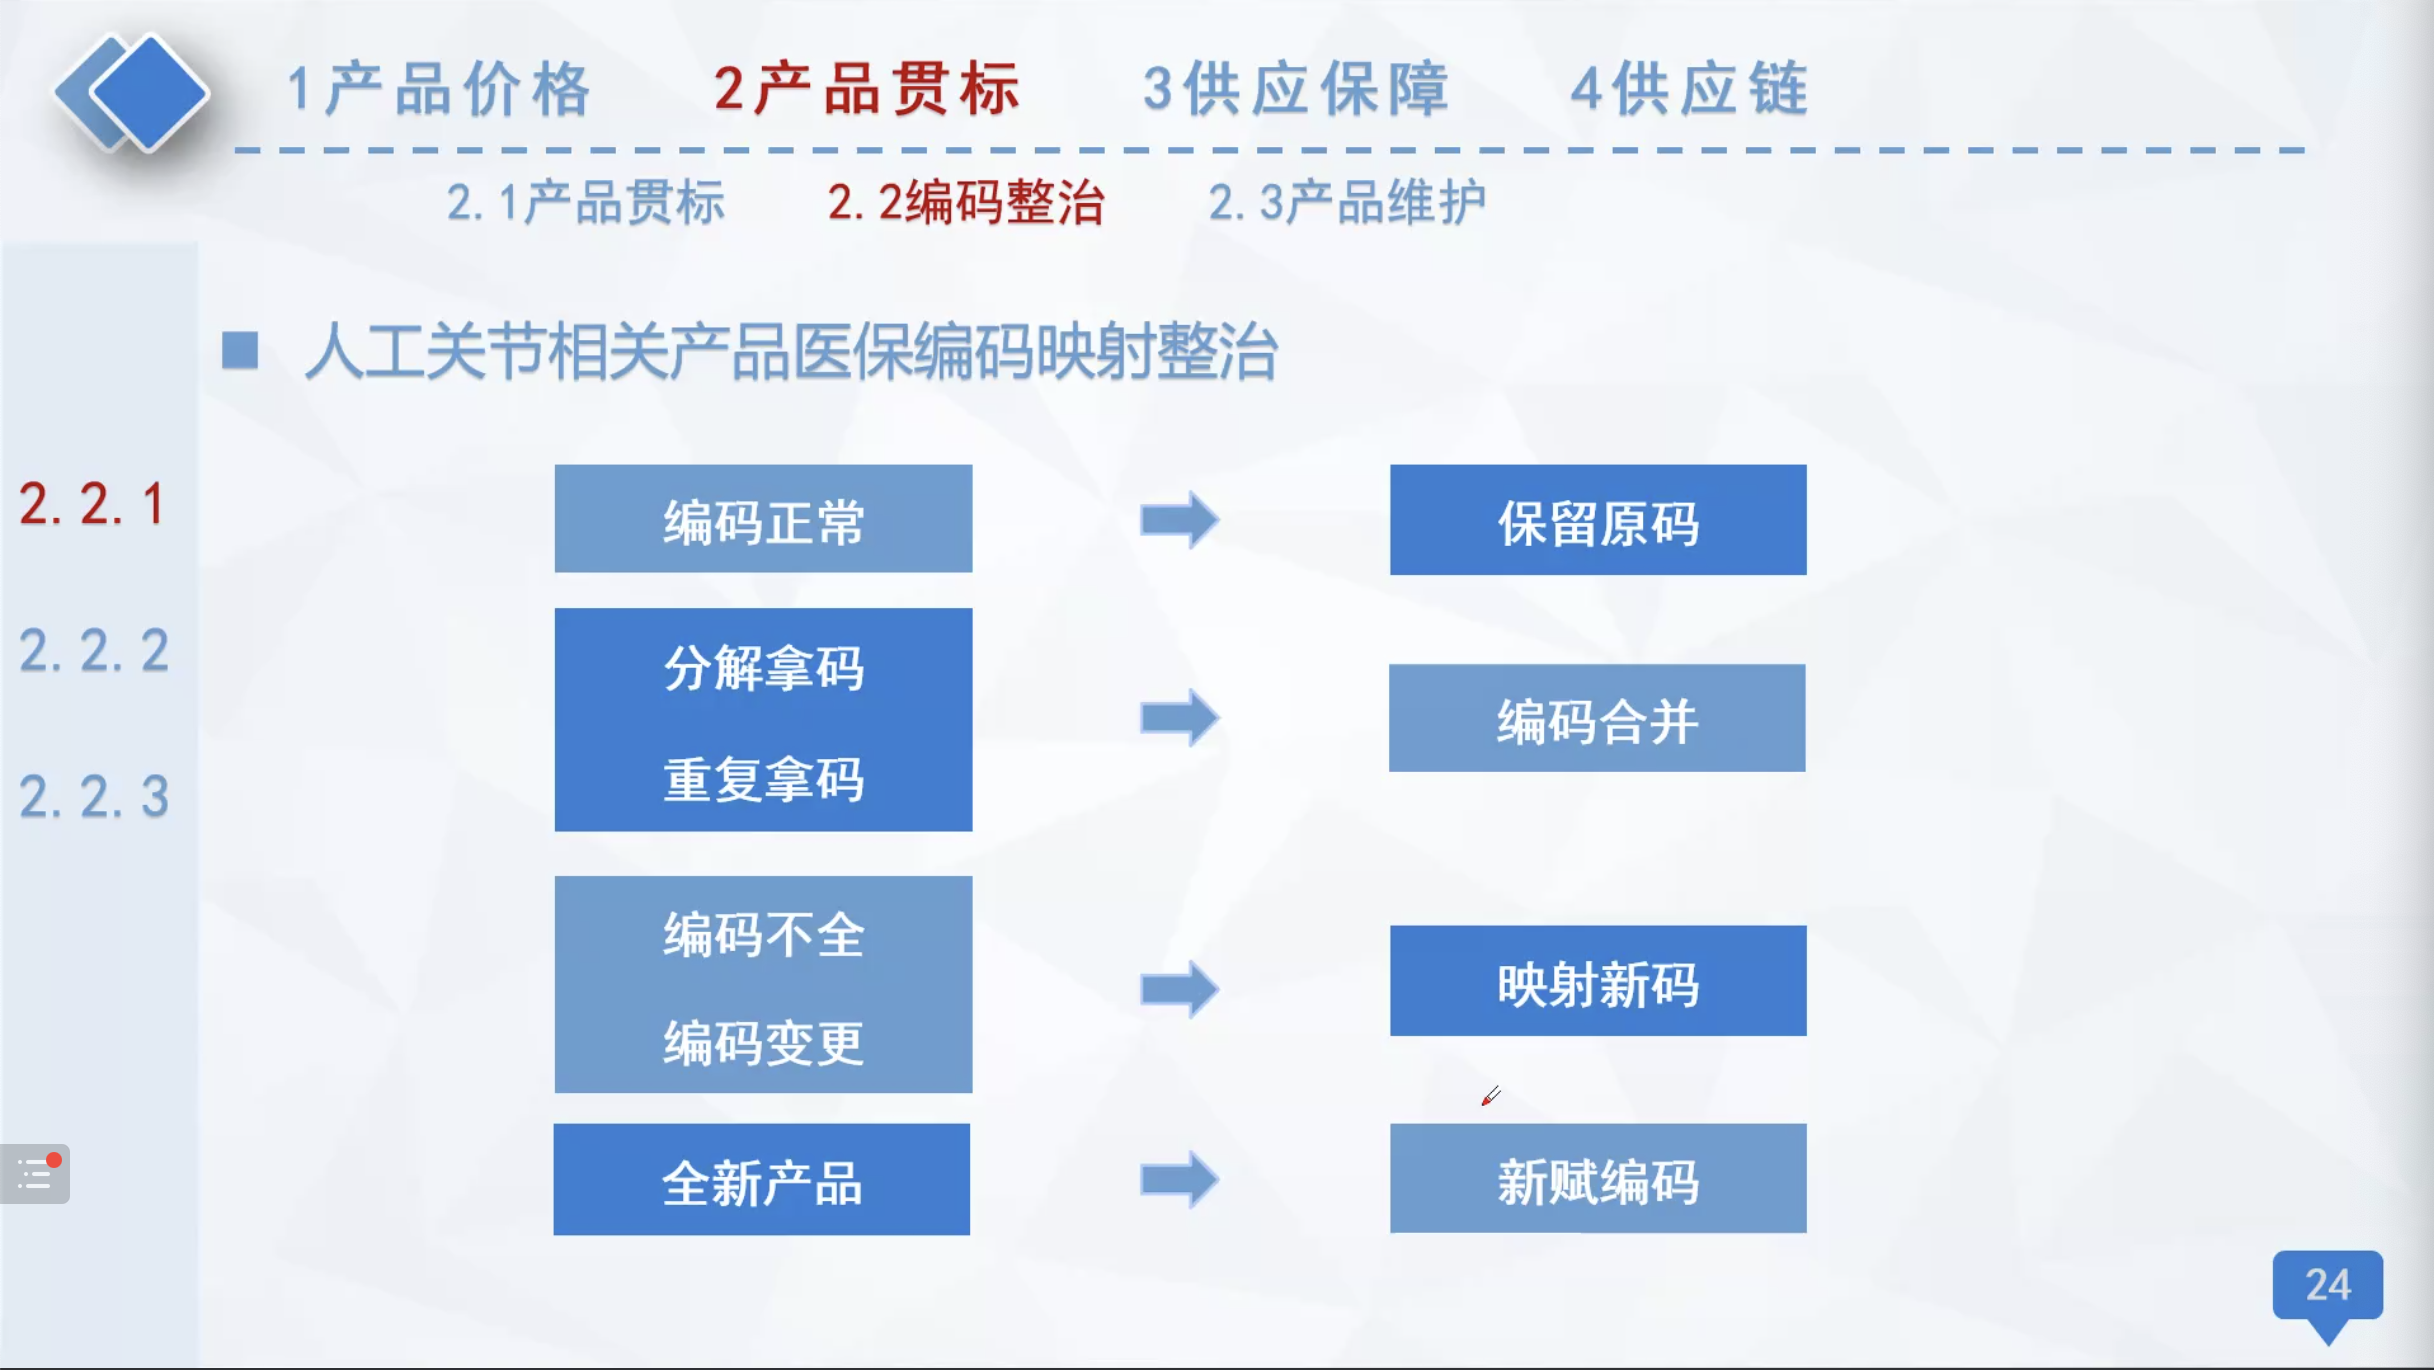 1产品价格 2产品贯标 3供应保障 4供应链
2.1产品贯标 2.2编码整治 2.3产品维护
人工关节相关产品医保编码映射整治
2.2.1
2.2.2
2.2.3
编码正常
保留原码
分解拿码
重复拿码
编码合并
编码不全
编码变更
映射新码
全新产品
新赋编码
24